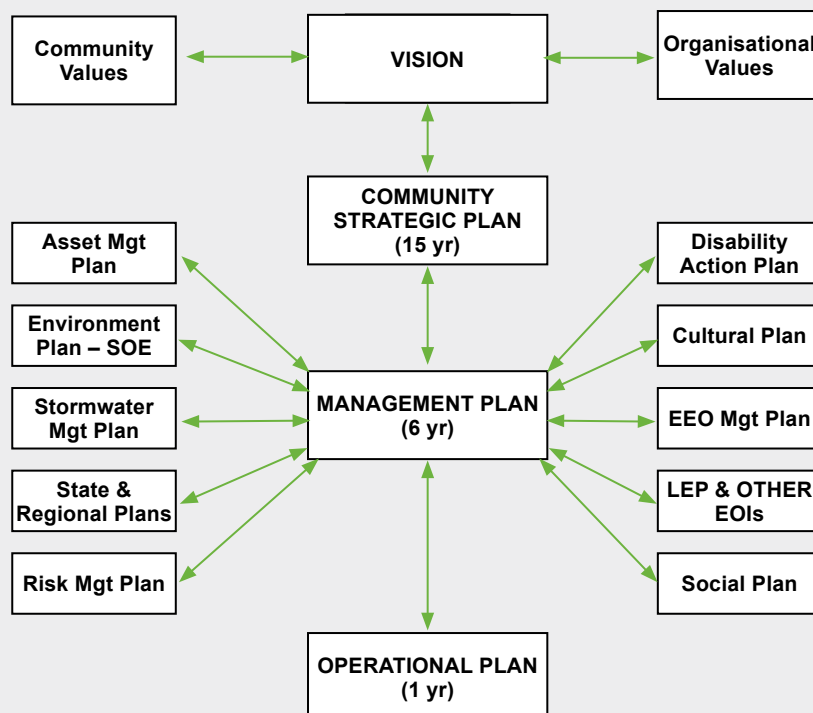 Community
Values
VISION
Organisational
Values
COMMUNITY
STRATEGIC PLAN
(15 yr)
Asset Mgt
Plan
Disability
Action Plan
Environment
Plan – SOE
Cultural Plan
MANAGEMENT PLAN
(6 yr)
Stormwater
Mgt Plan
EEO Mgt Plan
State &
Regional Plans
LEP & OTHER
EOIs
Risk Mgt Plan
Social Plan
OPERATIONAL PLAN
(1 yr)